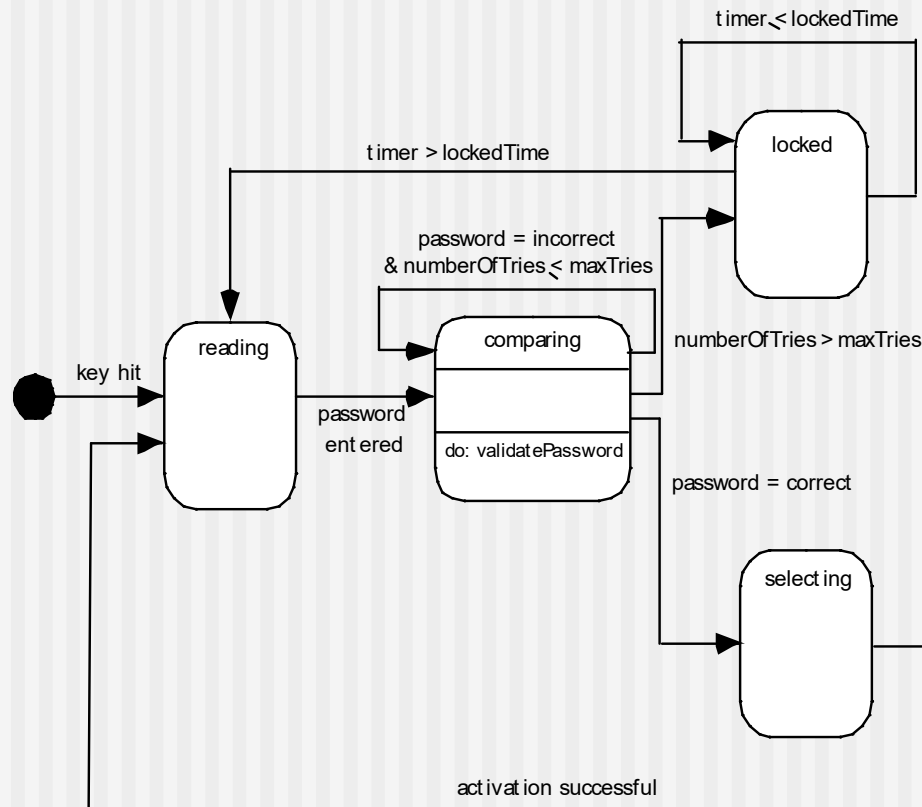 timer < lockedTime
locked
timer > lockedTime
password = incorrect
& numberOfTries < maxTries
reading
comparing
numberOfTries > maxTries
key hit
password
entered
do: validatePassword
password = correct
selecting
activation successful